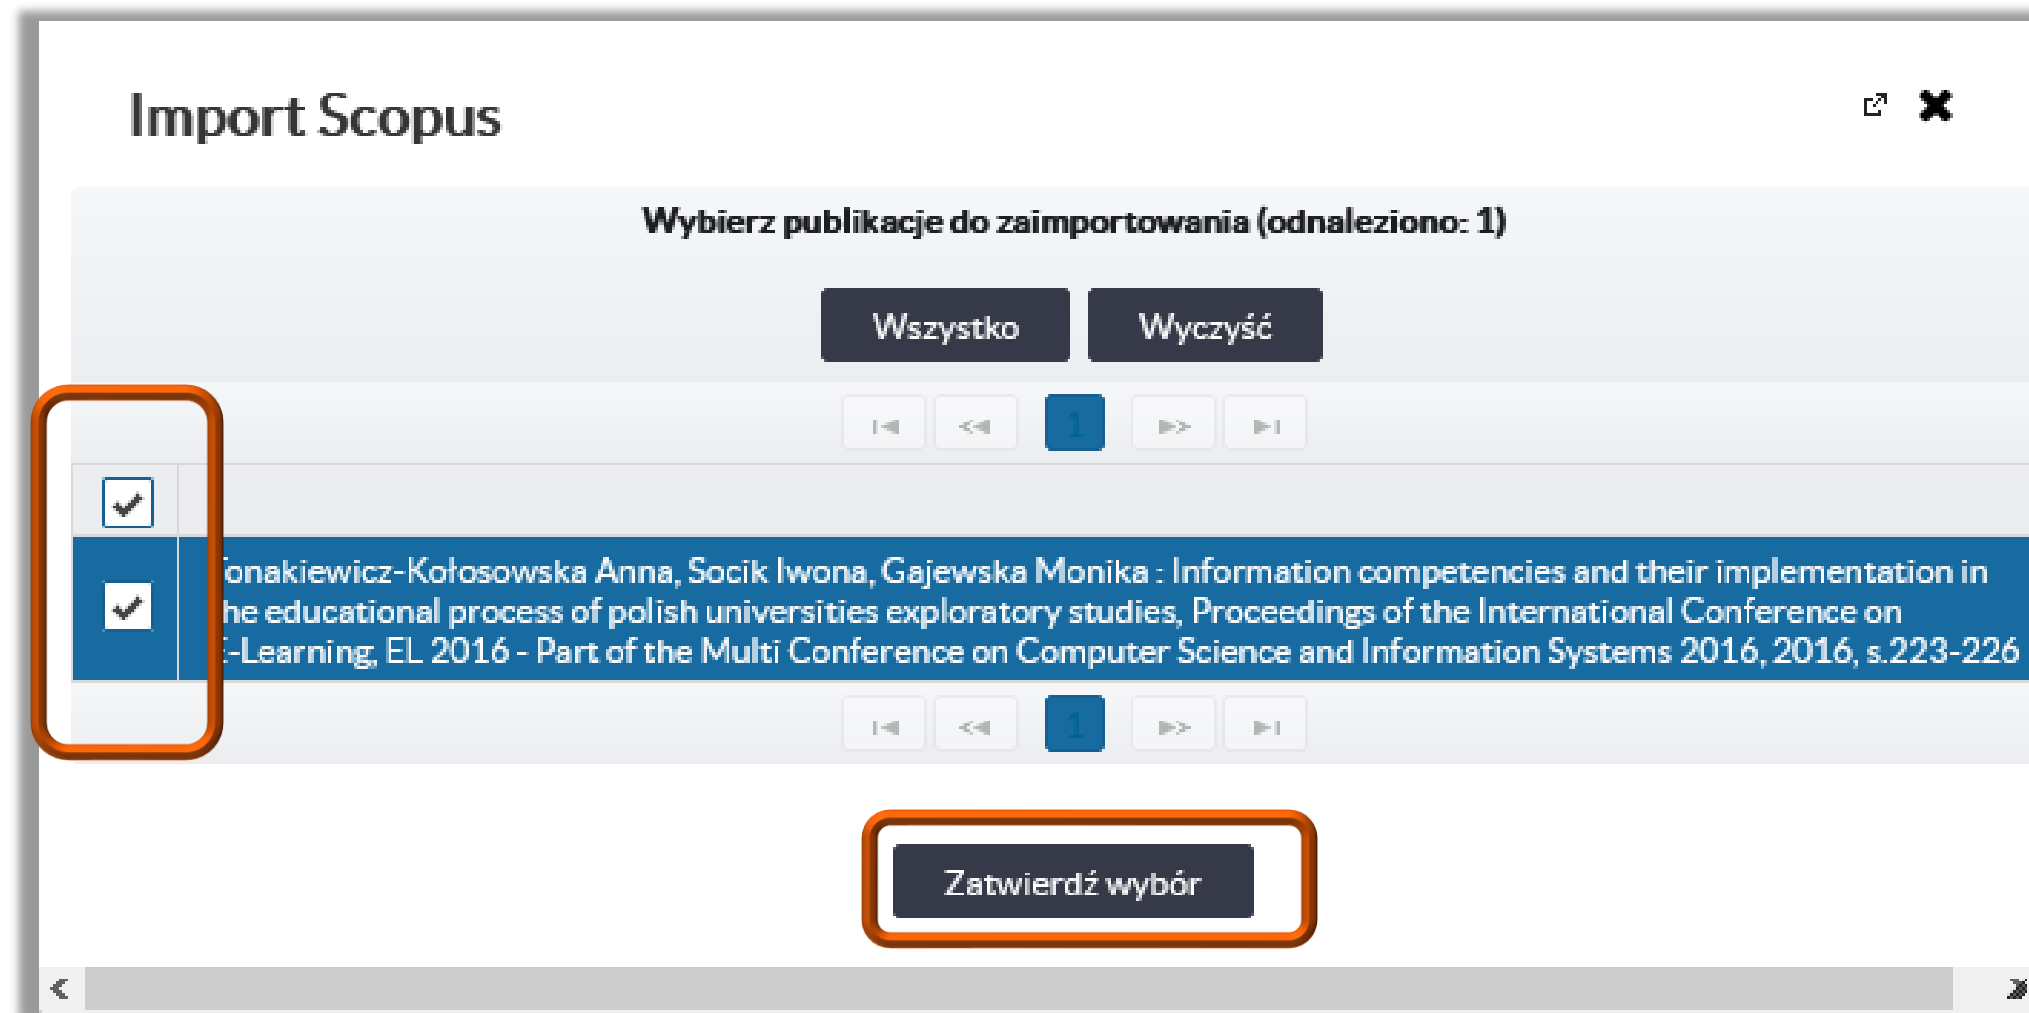 Import Scopus
Wybierz publikacje do zaimportowania (odnaleziono: 1)
Wszystko Wyczyść
1
onakiewicz-Kołosowska Anna, Socik Iwona, Gajewska Monika : Information competencies and their implementation in
he educational process of polish universities exploratory studies, Proceedings of the International Conference on
-Learning, EL 2016 - Part of the Multi Conference on Computer Science and Information Systems 2016, 2016, s.223-226
1
Zatwierdź wybór